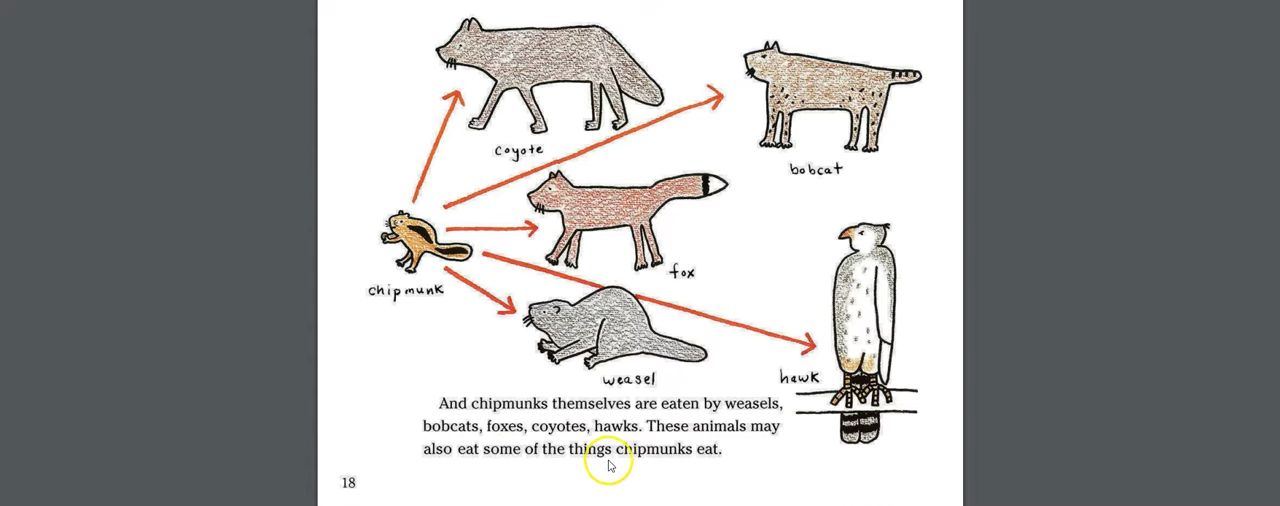 coyote
bobcat
fox
chipmunk
weasel
hawk
And chipmunks themselves are eaten by weasels,
bobcats, foxes, coyotes, hawks. These animals may
also eat some of the things chipmunks eat.
18